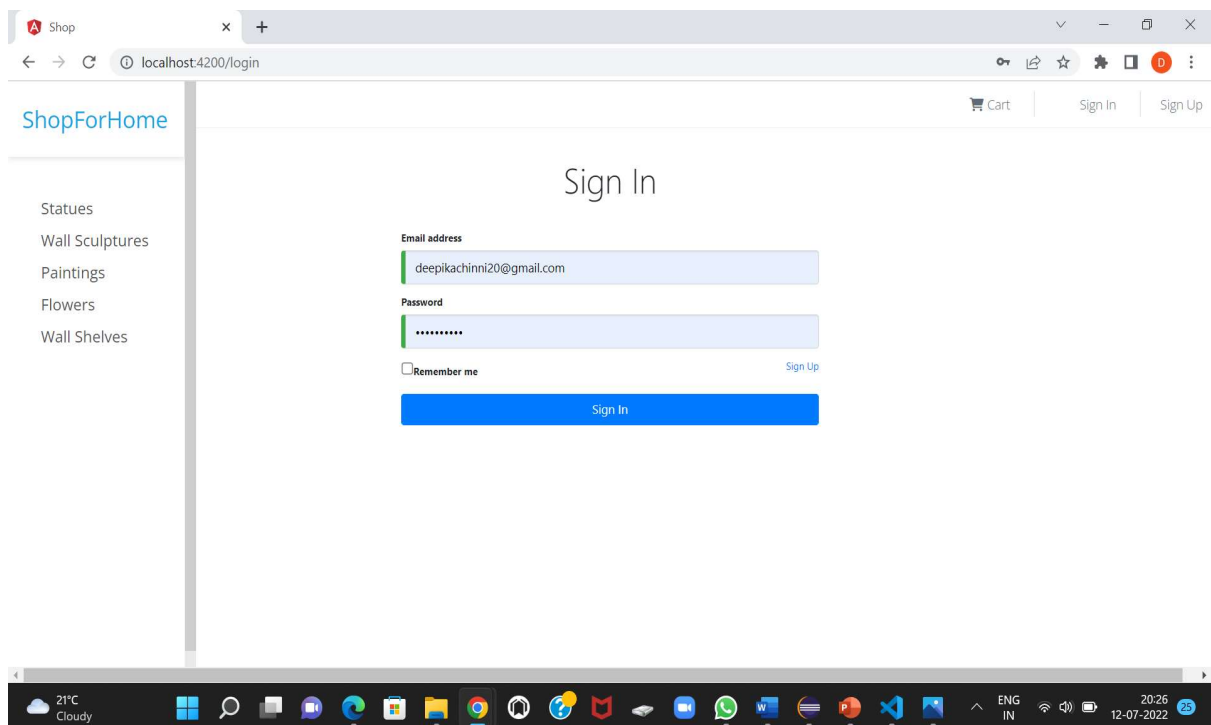 Shop
localhost:4200/login
D
ShopForHome
Cart
Sign In
Sign Up
Statues
Wall Sculptures
Paintings
Flowers
Wall Shelves
Sign In
Email address
deepikachinni20@gmail.com
Password
••••••••••
Remember me
Sign Up
Sign In
21°C
Cloudy
ENG
IN
20:26
12-07-2022
25